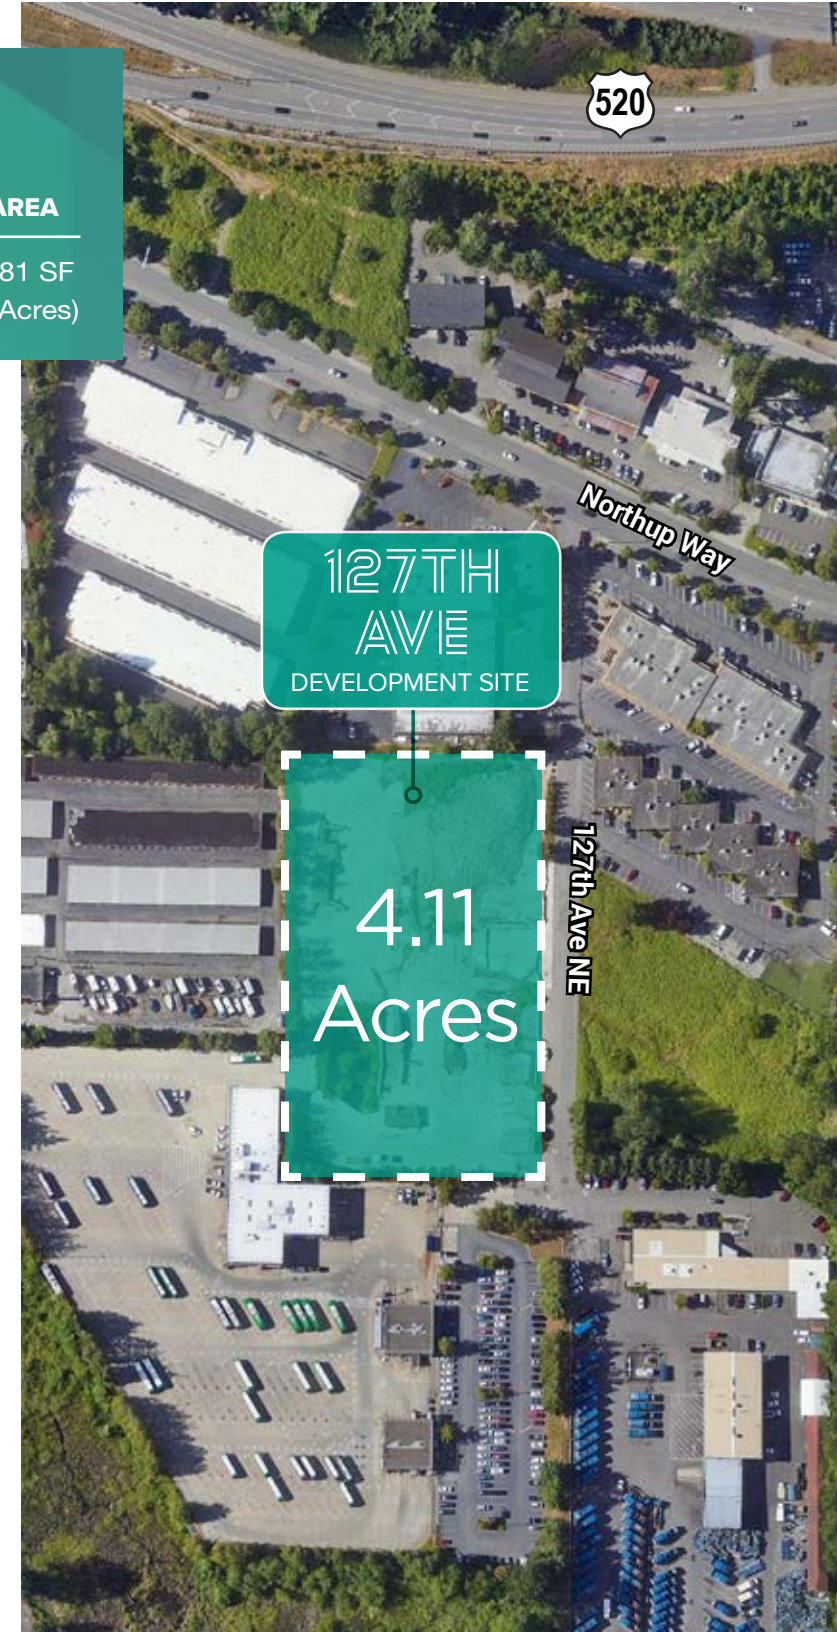 520
AREA
81 SF
Acres)
Northup Way
127TH
AVE
DEVELOPMENT SITE
127th Ave NE
4.11
Acres